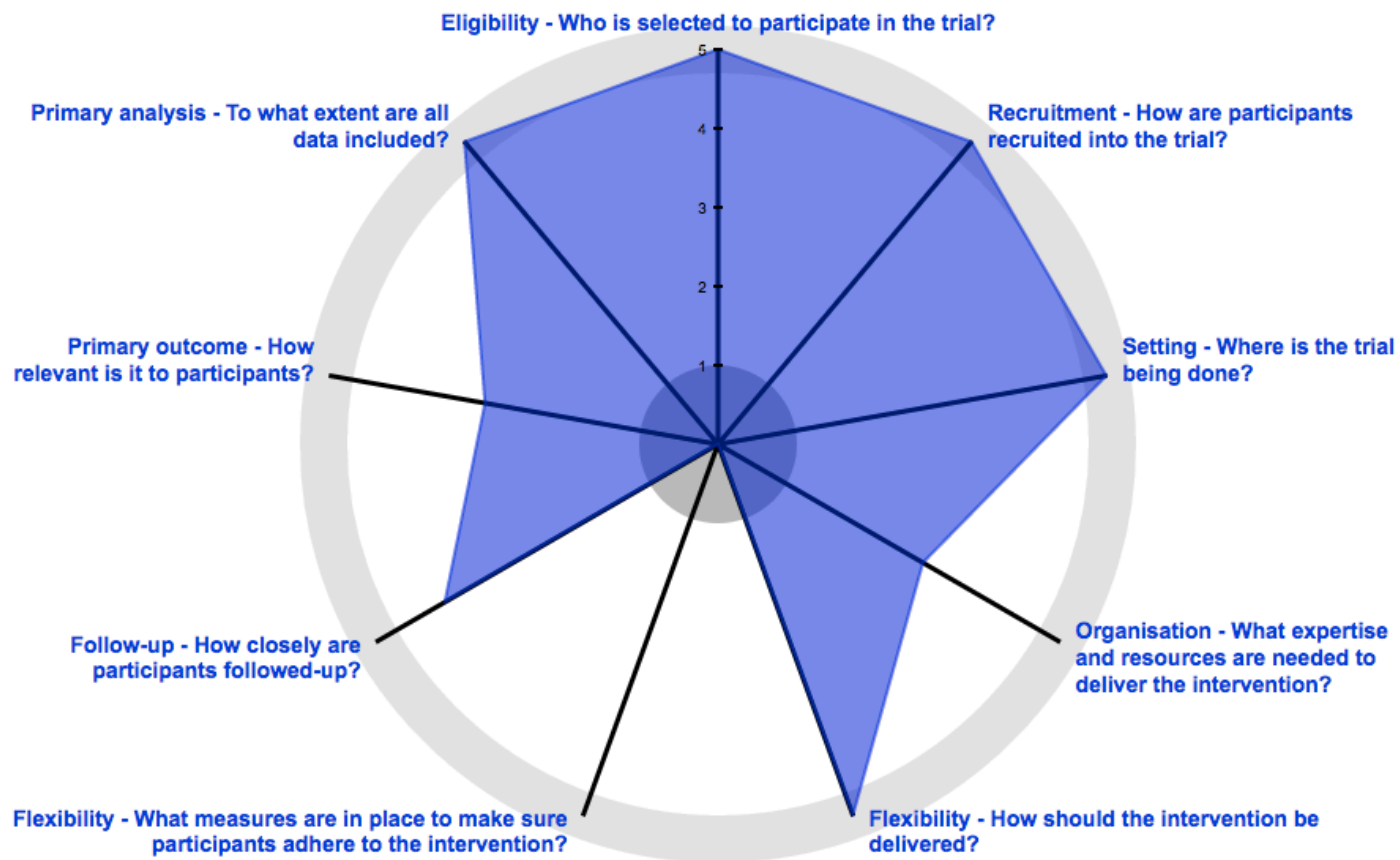 Eligibility - Who is selected to participate in the trial?
5
4
3
2
1
Recruitment - How are participants
recruited into the trial?
Setting - Where is the trial
being done?
Organisation - What expertise
and resources are needed to
deliver the intervention?
Flexibility - How should the intervention be
delivered?
Flexibility - What measures are in place to make sure
participants adhere to the intervention?
Follow-up - How closely are
participants followed-up?
Primary outcome - How
relevant is it to participants?
Primary analysis - To what extent are all
data included?